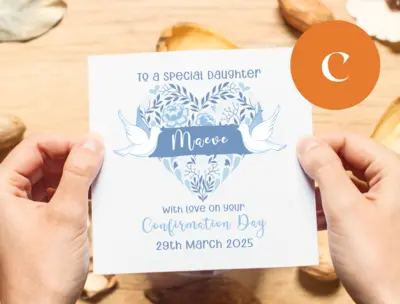 To a Special Daughter
C
Maeve
With love on your
Confirmation Day
29th March 2025